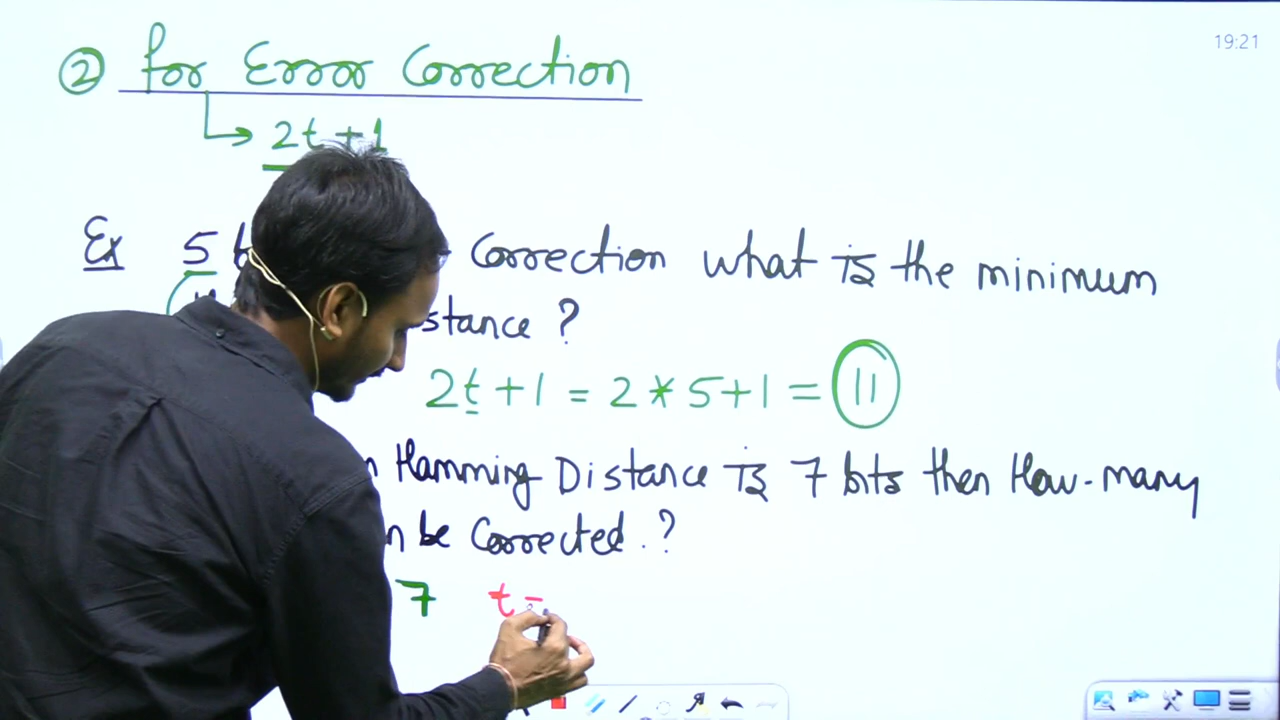 19:21
② for Error Correction
2t + 1
Ex 5 Correction what is the minimum
stance ?
2t + 1 = 2 * 5 + 1 = 11
Hamming Distance is 7 bits then How-many
be Corrected . ?
7 t =